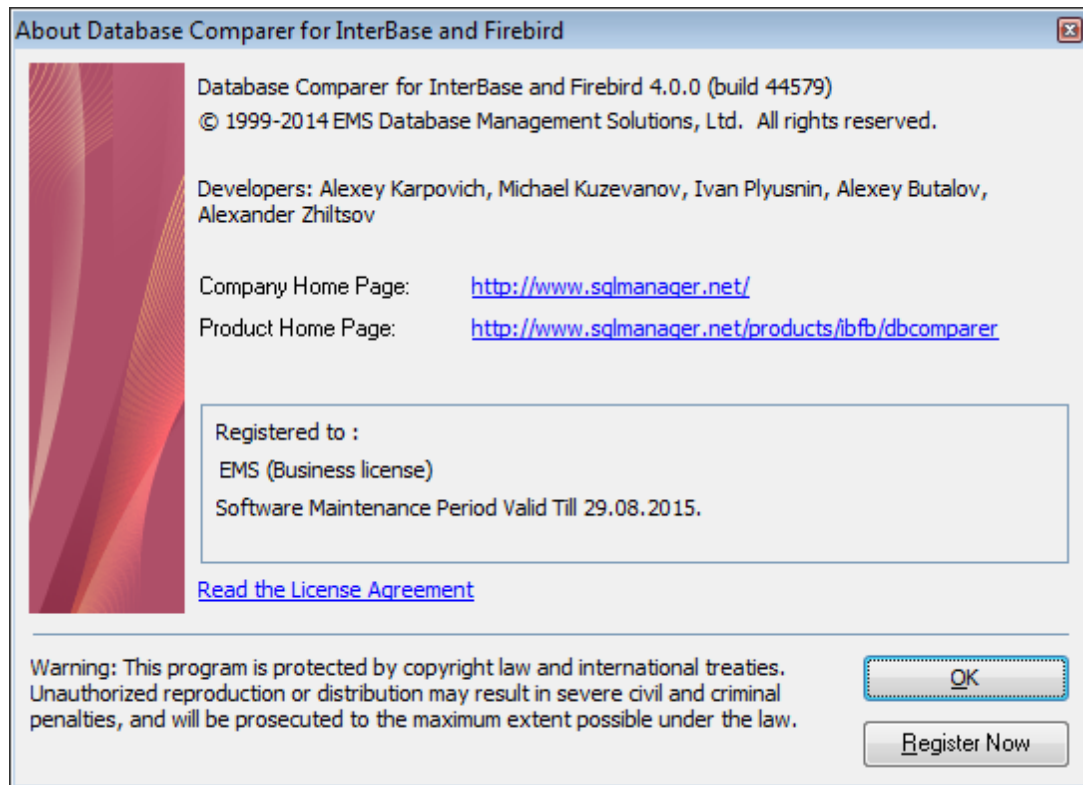 About Database Comparer for InterBase and Firebird
Database Comparer for InterBase and Firebird 4.0.0 (build 44579)
© 1999-2014 EMS Database Management Solutions, Ltd.  All rights reserved.
Developers: Alexey Karpovich, Michael Kuzevanov, Ivan Plyusnin, Alexey Butalov,
Alexander Zhiltsov
Company Home Page: http://www.sqlmanager.net/
Product Home Page: http://www.sqlmanager.net/products/ibfb/dbcomparer
Registered to :
EMS (Business license)
Software Maintenance Period Valid Till 29.08.2015.
Read the License Agreement
Warning: This program is protected by copyright law and international treaties.
Unauthorized reproduction or distribution may result in severe civil and criminal
penalties, and will be prosecuted to the maximum extent possible under the law.
OK
Register Now